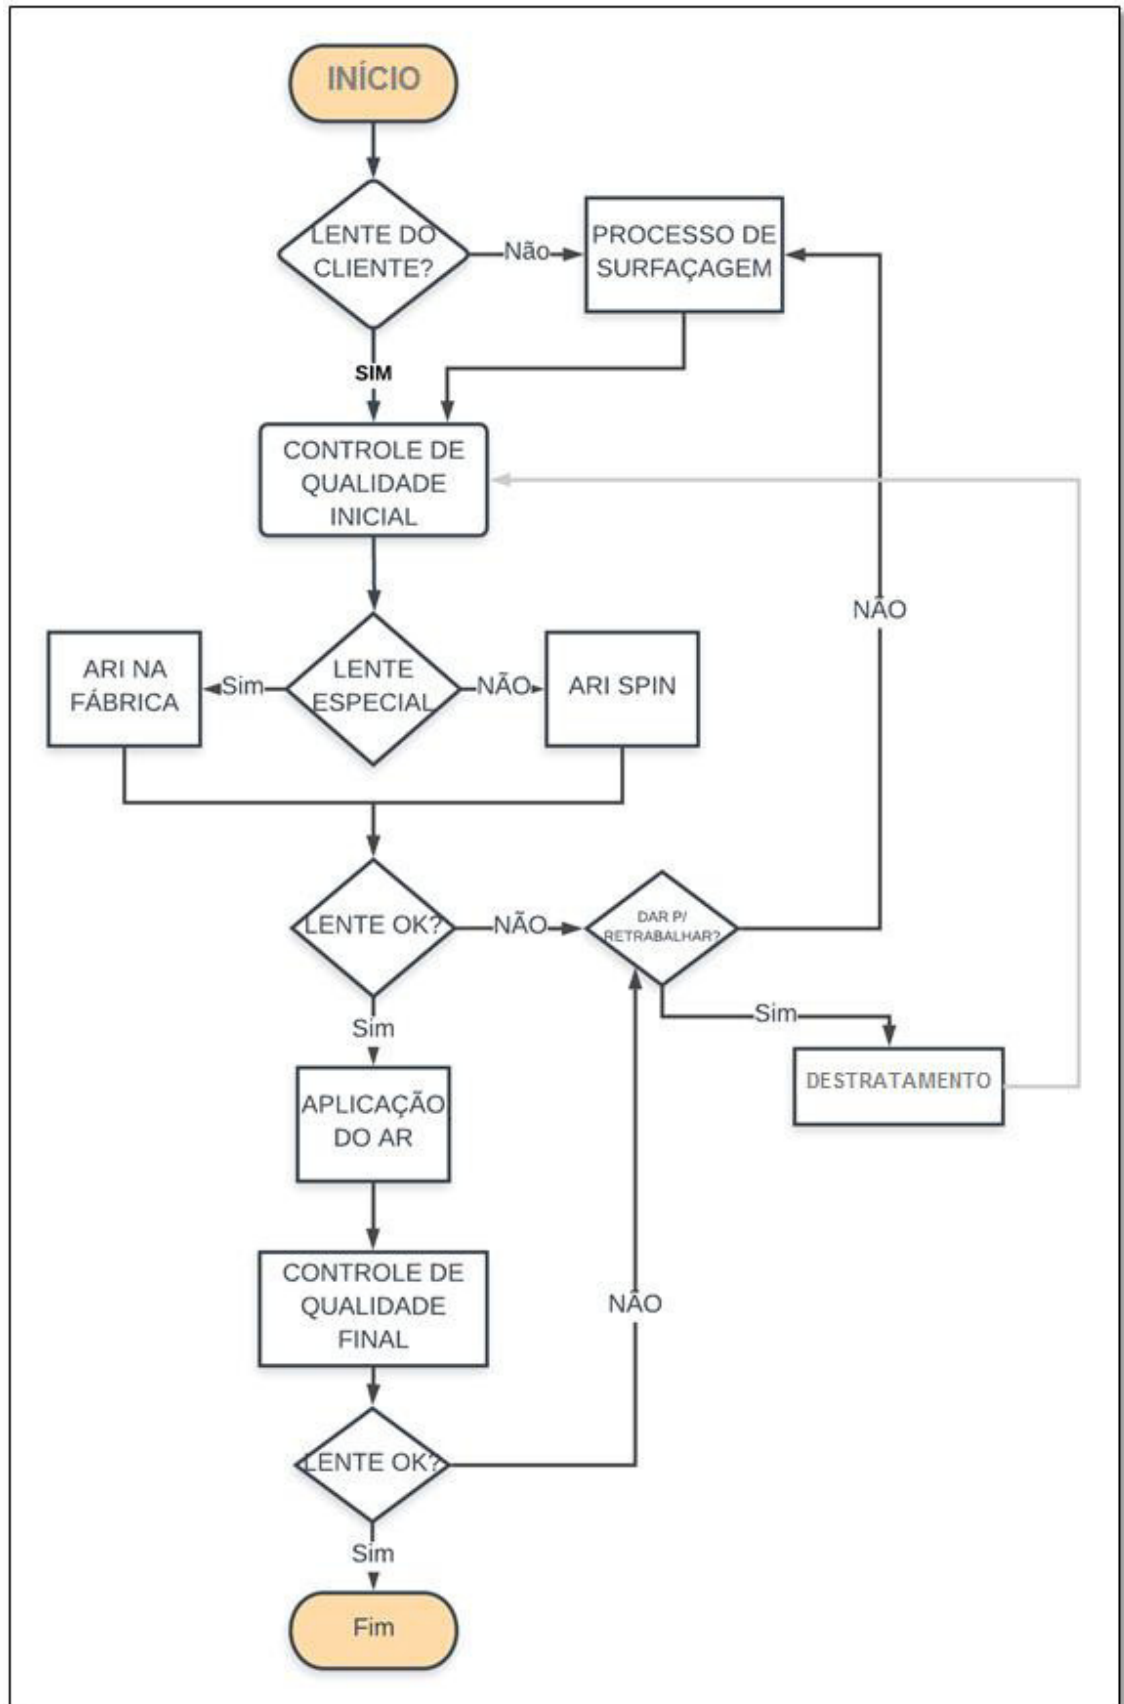 INÍCIO
LENTE DO
CLIENTE?
Não
PROCESSO DE
SURFAÇAGEM
SIM
CONTROLE DE
QUALIDADE
INICIAL
NÃO
ARI NA
FÁBRICA
Sim
LENTE
ESPECIAL
NÃO
ARI SPIN
LENTE OK?
NÃO
DAR P/
RETRABALHAR?
Sim
Sim
DESTRATAMENTO
APLICAÇÃO
DO AR
CONTROLE DE
QUALIDADE
FINAL
NÃO
LENTE OK?
Sim
Fim